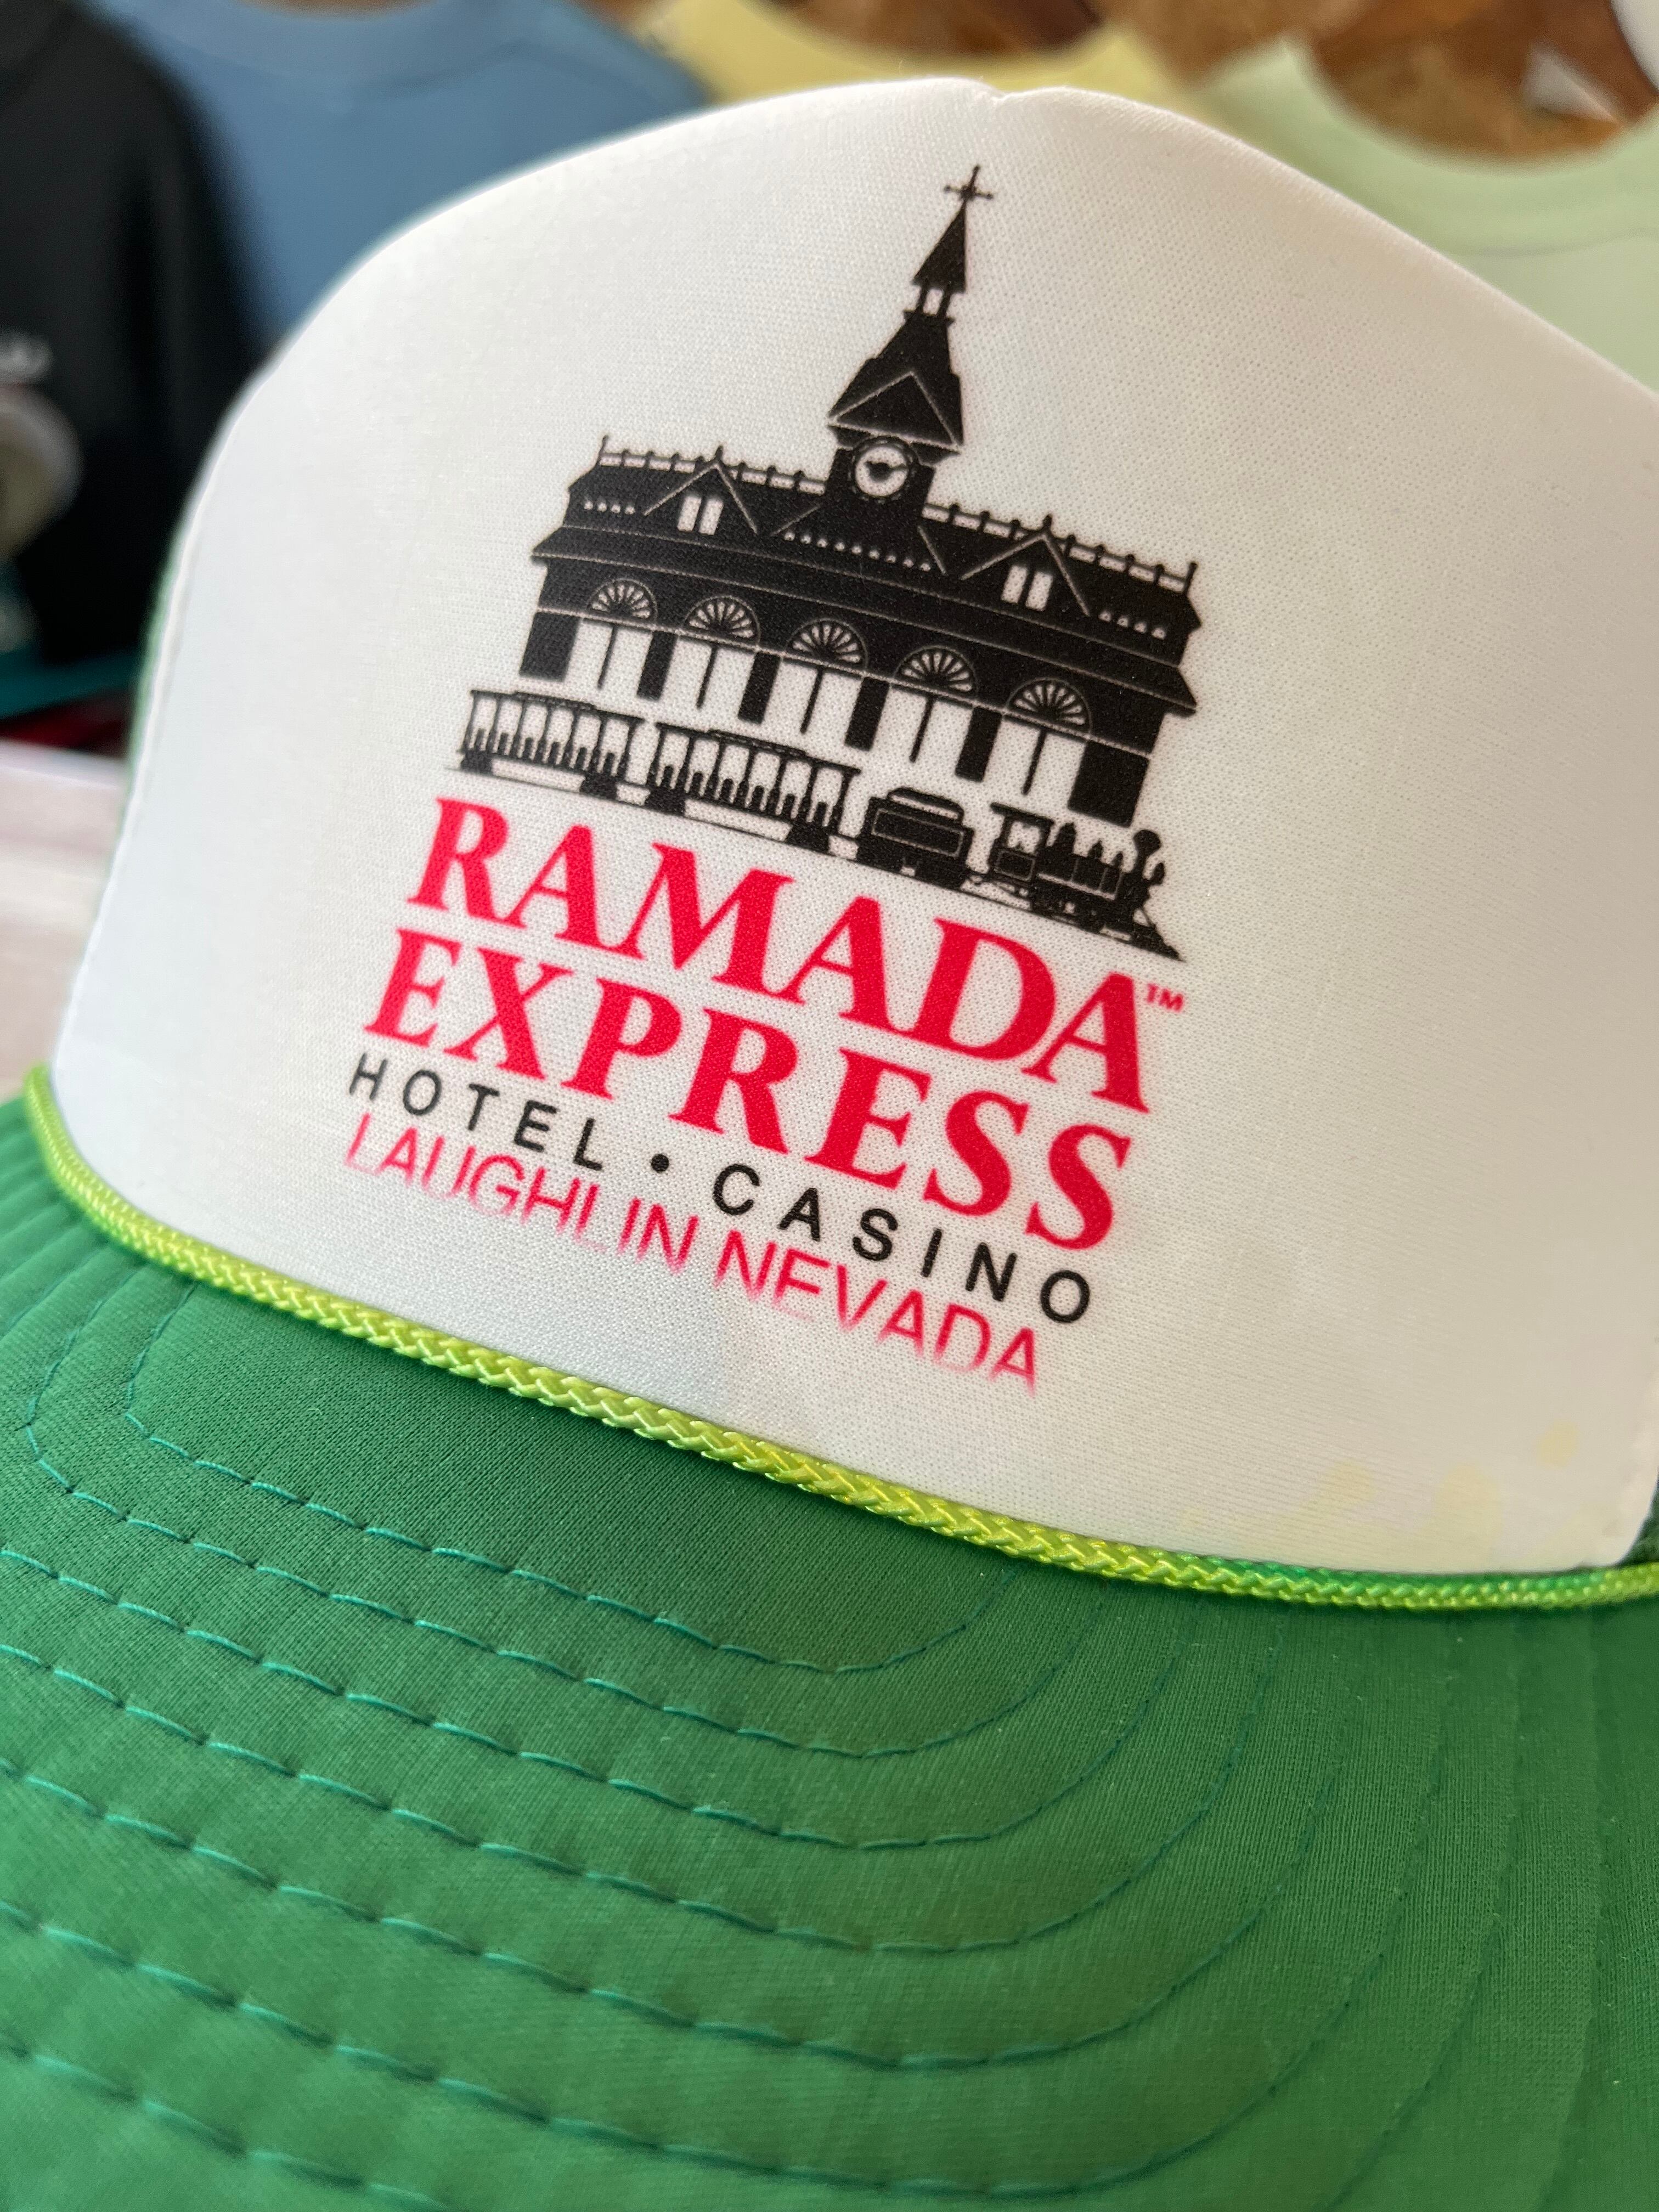 RAMADA™
EXPRESS
HOTEL • CASINO
LAUGHLIN NEVADA